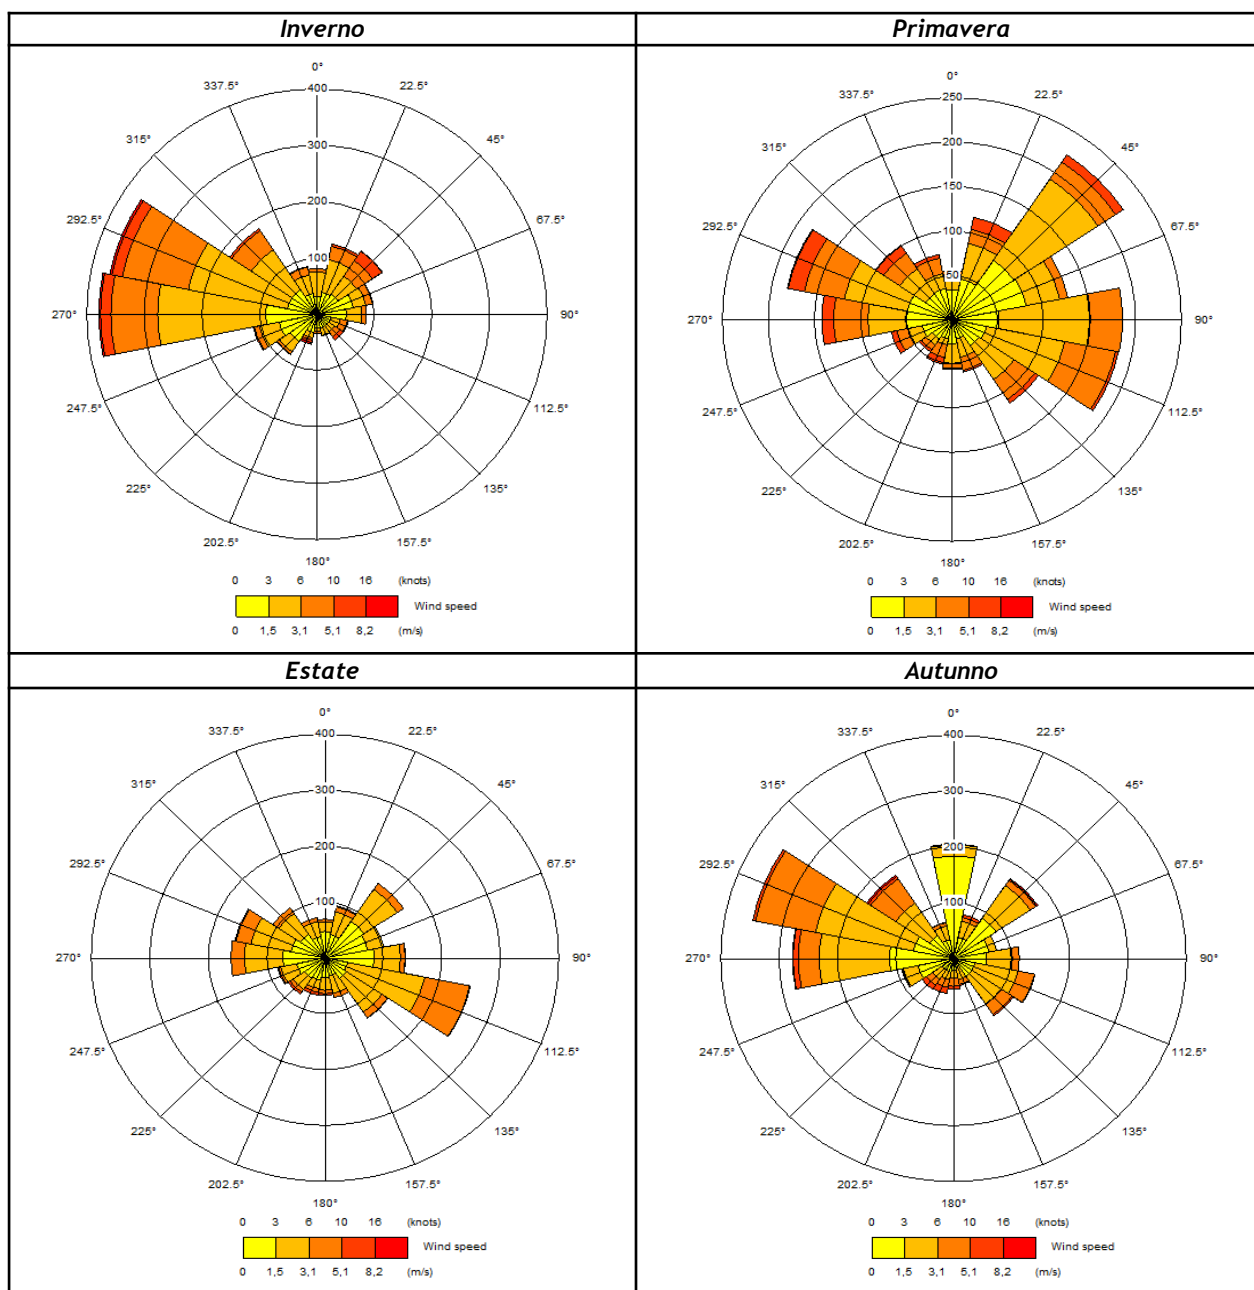 Inverno
Primavera
0°
337.5° 400 22.5°
315° 300 45°
292.5° 200 67.5°
100
270° 90°
247.5° 112.5°
225° 135°
202.5° 157.5°
180°
0 3 6 10 16 (knots)
Wind speed
0 1,5 3,1 5,1 8,2 (m/s)
0°
337.5° 250 22.5°
315° 200 45°
150
292.5° 100 67.5°
50
270° 90°
247.5° 112.5°
225° 135°
202.5° 157.5°
180°
0 3 6 10 16 (knots)
Wind speed
0 1,5 3,1 5,1 8,2 (m/s)
Estate
Autunno
0°
337.5° 400 22.5°
315° 300 45°
292.5° 200 67.5°
100
270° 90°
247.5° 112.5°
225° 135°
202.5° 157.5°
180°
0 3 6 10 16 (knots)
Wind speed
0 1,5 3,1 5,1 8,2 (m/s)
0°
337.5° 400 22.5°
315° 300 45°
292.5° 200 67.5°
100
270° 90°
247.5° 112.5°
225° 135°
202.5° 157.5°
180°
0 3 6 10 16 (knots)
Wind speed
0 1,5 3,1 5,1 8,2 (m/s)